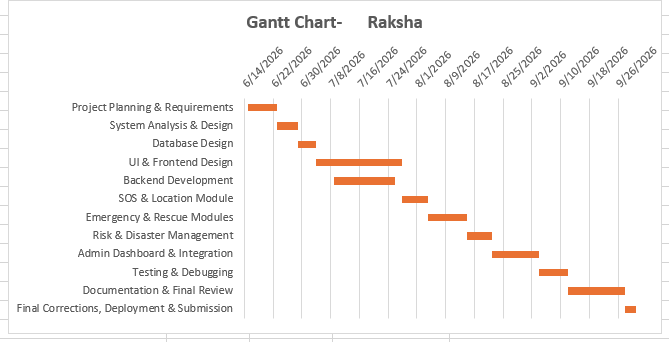 Gantt Chart- Raksha
6/14/2026 6/22/2026 6/30/2026 7/8/2026 7/16/2026 7/24/2026 8/1/2026 8/9/2026 8/17/2026 8/25/2026 9/2/2026 9/10/2026 9/18/2026 9/26/2026
Project Planning & Requirements
System Analysis & Design
Database Design
UI & Frontend Design
Backend Development
SOS & Location Module
Emergency & Rescue Modules
Risk & Disaster Management
Admin Dashboard & Integration
Testing & Debugging
Documentation & Final Review
Final Corrections, Deployment & Submission